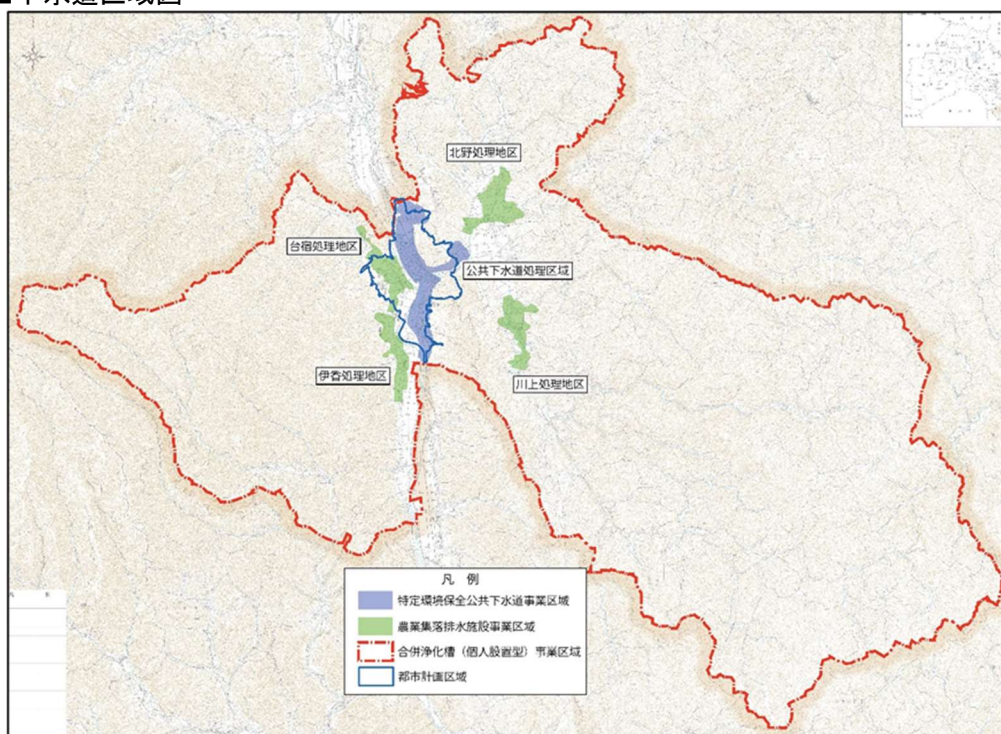 下水道区域図
北野処理地区
台宿処理地区
公共下水道処理区域
伊香処理地区
川上処理地区
凡 例
特定環境保全公共下水道事業区域
農業集落排水施設事業区域
合併浄化槽（個人設置型）事業区域
都市計画区域